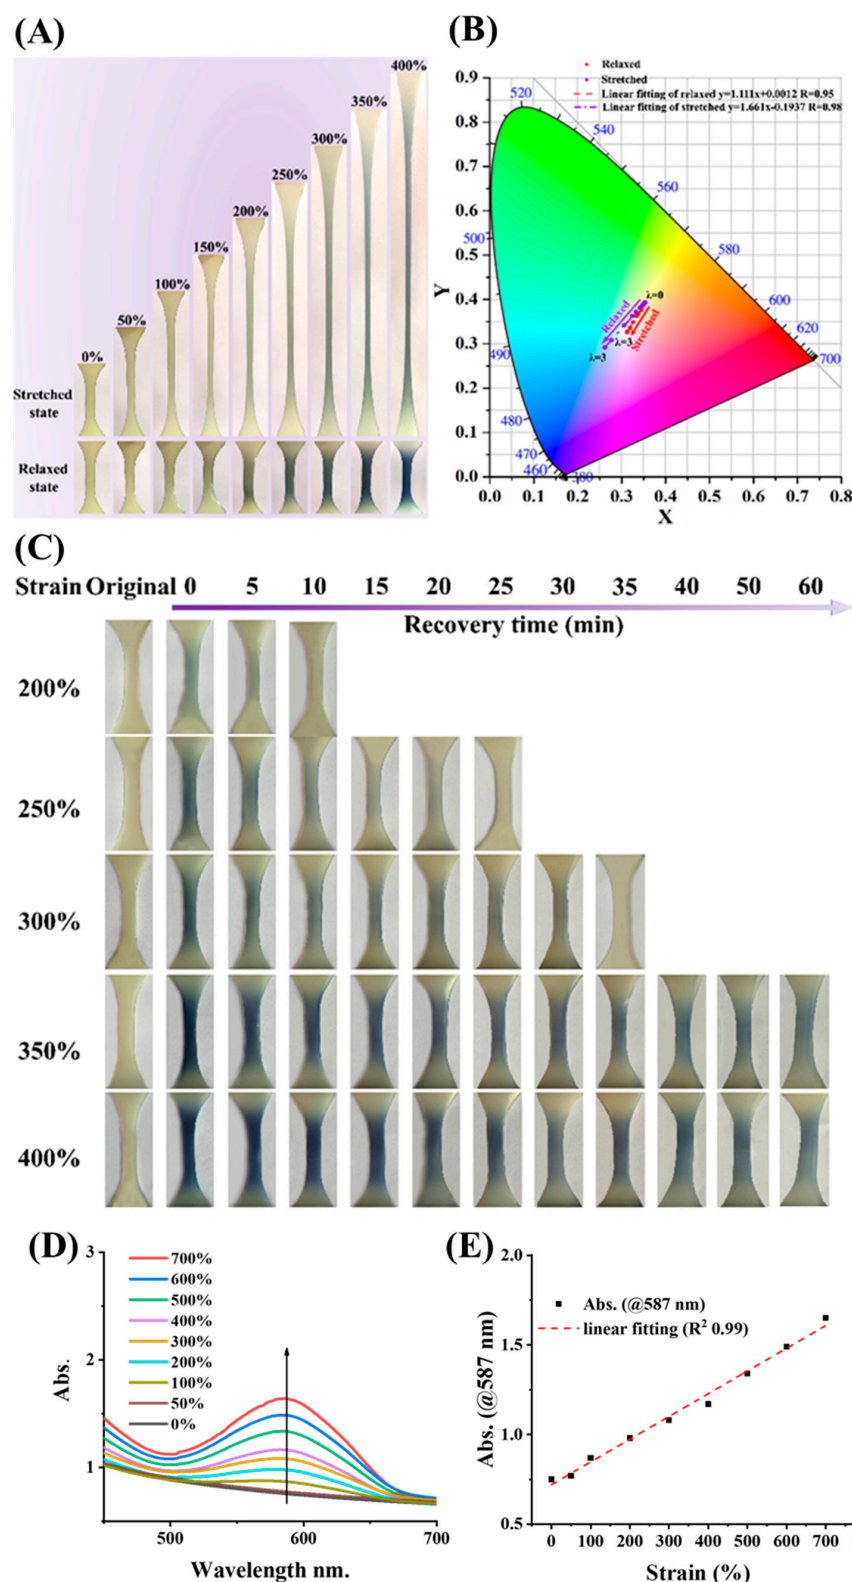 (A)
0%
50%
100%
150%
200%
250%
300%
350%
400%
Stretched
state
Relaxed
state
(B)
Relaxed
Stretched
Linear fitting of relaxed y=1.111x+0.0012 R=0.95
Linear fitting of stretched y=1.661x-0.1937 R=0.98
0.9
0.8
0.7
0.6
0.5
0.4
0.3
0.2
0.1
0.0
Y
520
540
560
580
600
620
700
500
490
480
470
460
380
λ=0
Relaxed
Stretched
λ=3
λ=3
0.0 0.1 0.2 0.3 0.4 0.5 0.6 0.7 0.8
X
(C)
Strain Original 0 5 10 15 20 25 30 35 40 50 60
Recovery time (min)
200%
250%
300%
350%
400%
(D)
3
2
1
Abs.
700%
600%
500%
400%
300%
200%
100%
50%
0%
500 600 700
Wavelength nm.
(E)
2.0
1.5
1.0
0.5
Abs. (@587 nm)
Abs. (@587 nm)
linear fitting (R² 0.99)
0 100 200 300 400 500 600 700
Strain (%)